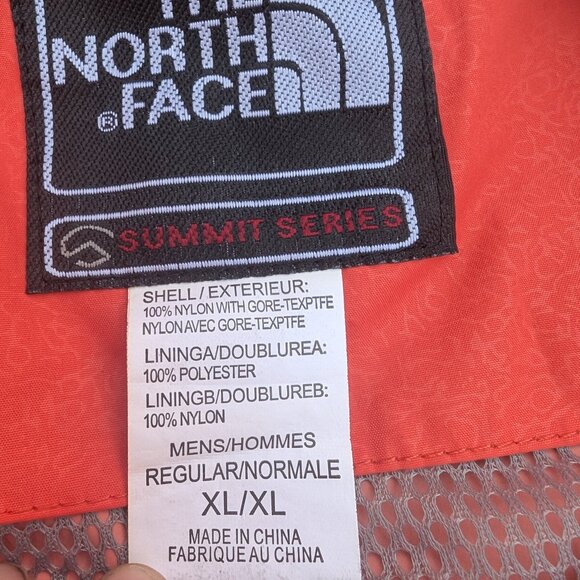 THE
NORTH
FACE
®
SUMMIT SERIES
SHELL/EXTERIEUR:
100% NYLON WITH GORE-TEXPTFE
NYLON AVEC GORE-TEXPTFE
LININGA/DOUBLUREA:
100% POLYESTER
LININGB/DOUBLUREB:
100% NYLON
MENS/HOMMES
REGULAR/NORMALE
XL/XL
MADE IN CHINA
FABRIQUE AU CHINA